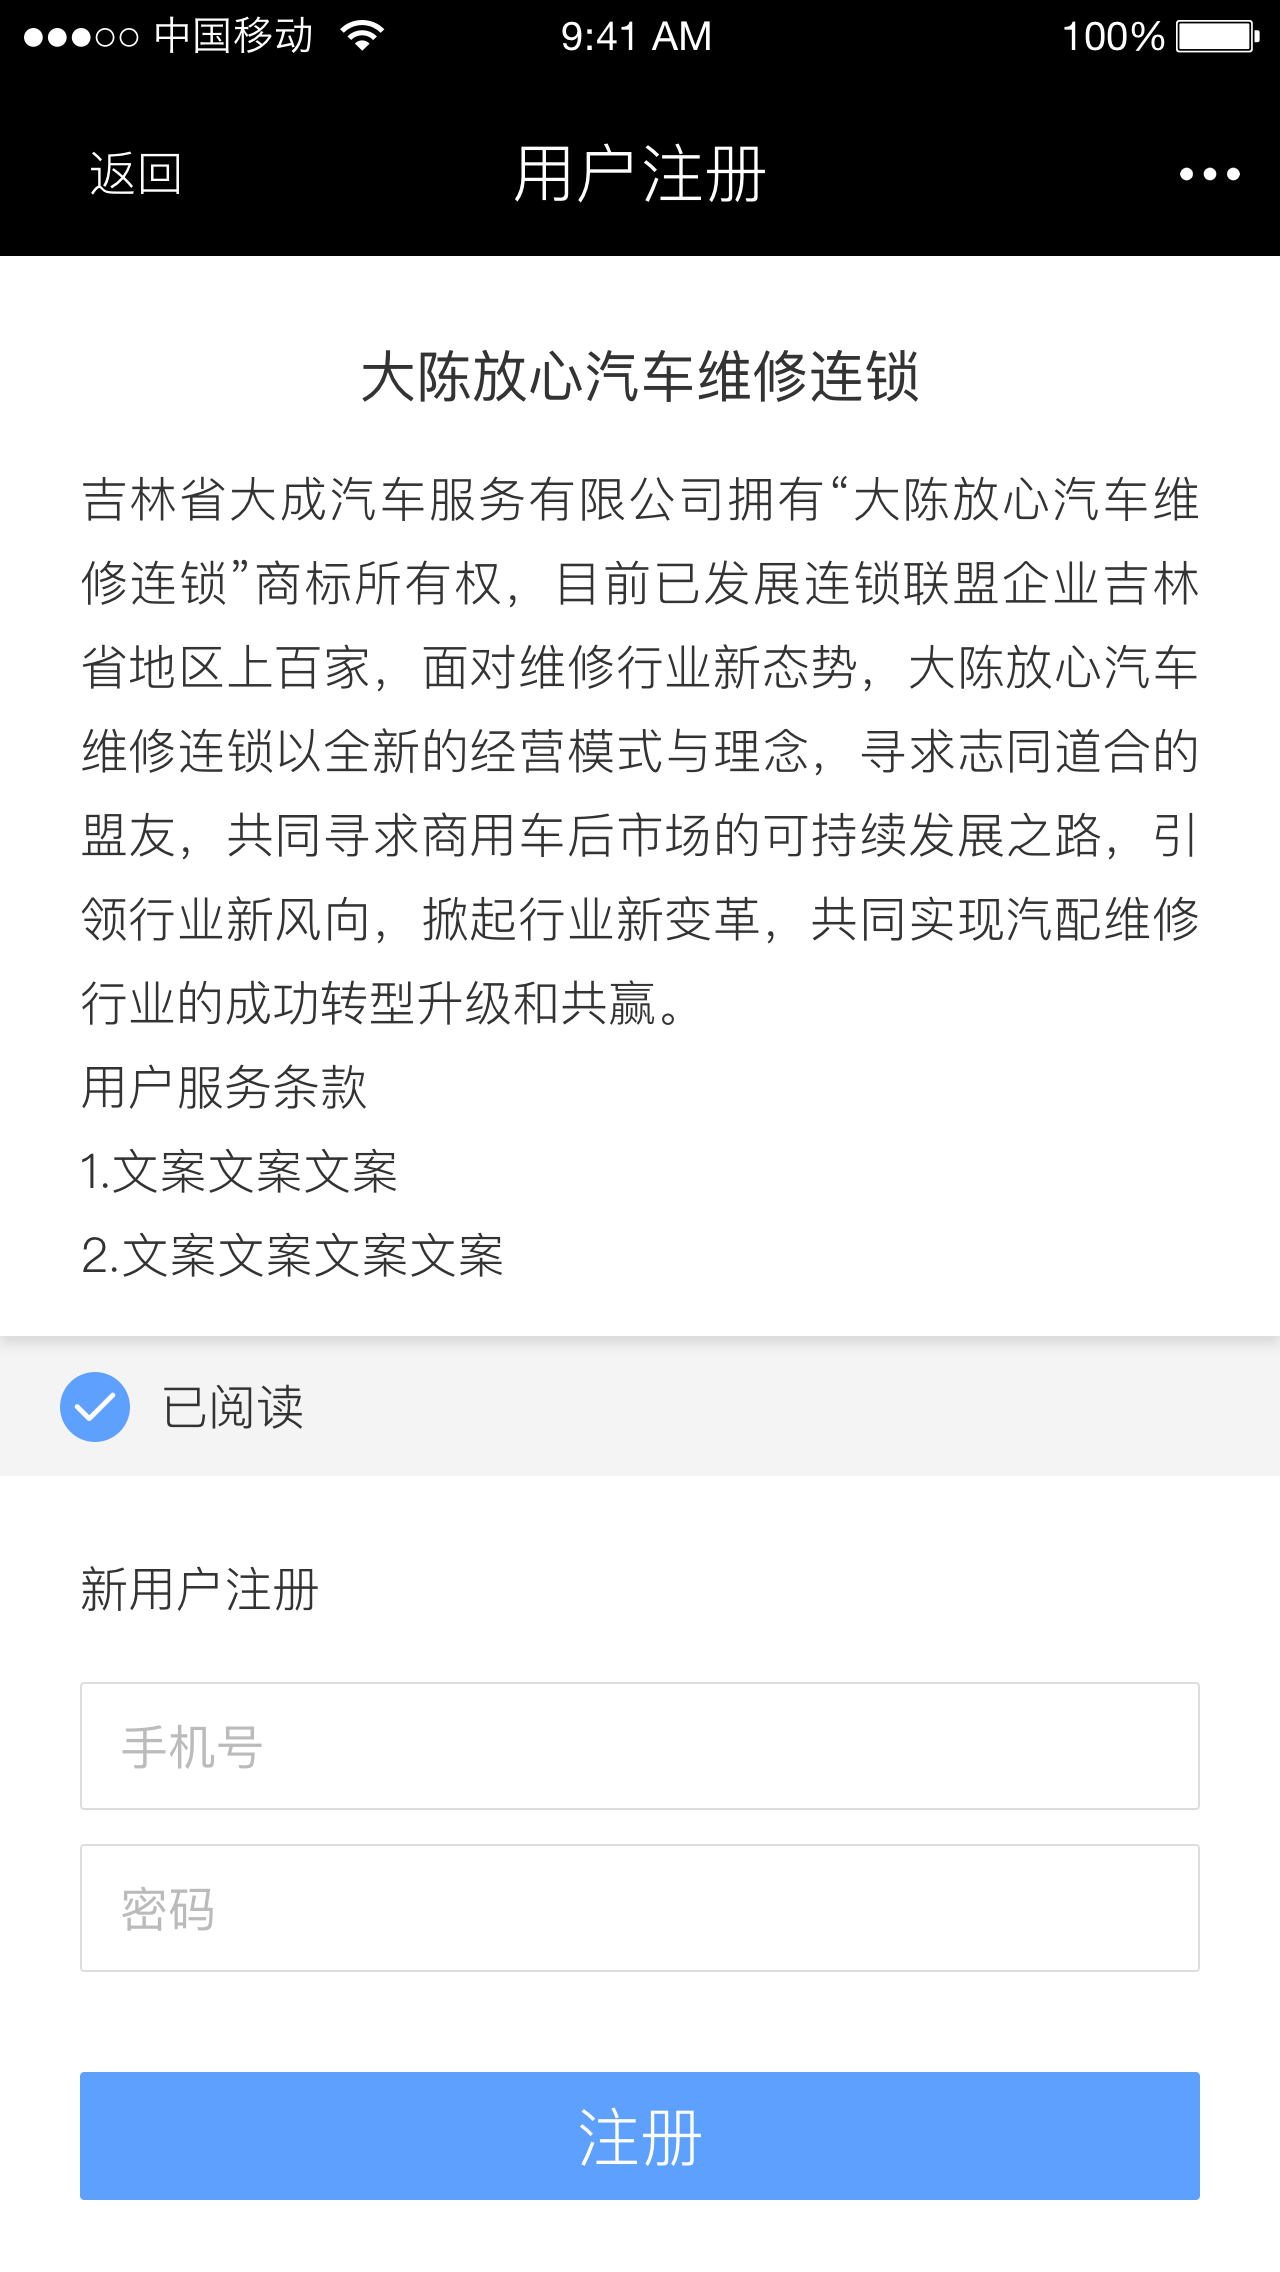 中国移动 9:41 AM 100%
返回 用户注册
大陈放心汽车维修连锁
吉林省大成汽车服务有限公司拥有“大陈放心汽车维
修连锁”商标所有权，目前已发展连锁联盟企业吉林
省地区上百家，面对维修行业新态势，大陈放心汽车
维修连锁以全新的经营模式与理念，寻求志同道合的
盟友，共同寻求商用车后市场的可持续发展之路，引
领行业新风向，掀起行业新变革，共同实现汽配维修
行业的成功转型升级和共赢。
用户服务条款
1.文案文案文案
2.文案文案文案文案
已阅读
新用户注册
手机号
密码
注册